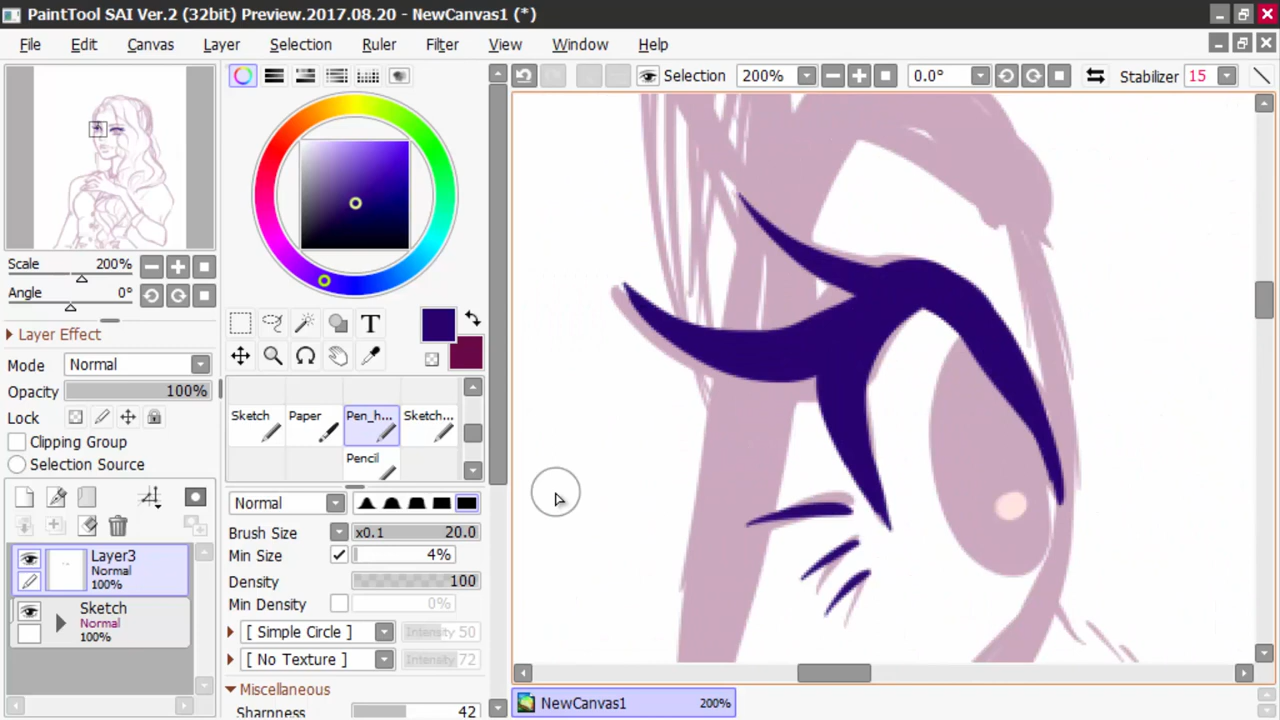 PaintTool SAI Ver.2 (32bit) Preview.2017.08.20 - NewCanvas1 (*)
File Edit Canvas Layer Selection Ruler Filter View Window Help
Selection 200% 0.0° Stabilizer 15
Scale 200%
Angle 0°
Layer Effect
Mode Normal
Opacity 100%
Lock
Clipping Group
Selection Source
Layer3
Normal
100%
Sketch
Normal
100%
T
Sketch Paper Pen_h... Sketch...
Pencil
Normal
Brush Size x0.1 20.0
Min Size 4%
Density 100
Min Density 0%
[ Simple Circle ] Intensity 50
[ No Texture ] Intensity 72
Miscellaneous
Sharpness 42
NewCanvas1 200%